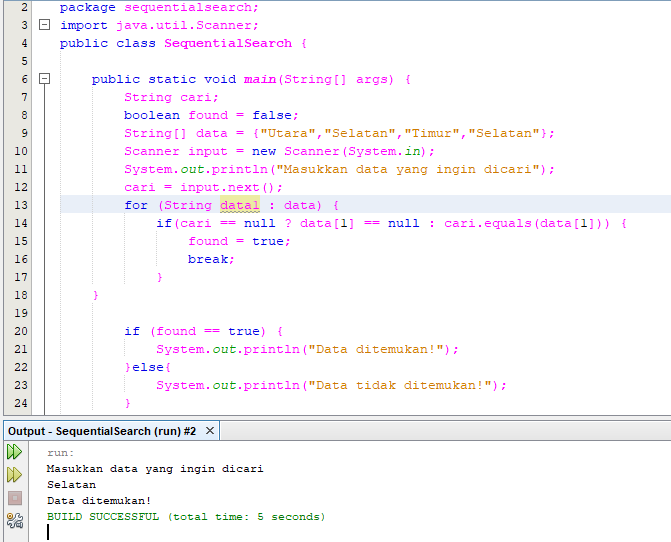 2 package sequentialsearch;
3 import java.util.Scanner;
4 public class SequentialSearch {
5
6 public static void main(String[] args) {
7 String cari;
8 boolean found = false;
9 String[] data = {"Utara","Selatan","Timur","Selatan"};
10 Scanner input = new Scanner(System.in);
11 System.out.println("Masukkan data yang ingin dicari");
12 cari = input.next();
13 for (String data1 : data) {
14 if(cari == null ? data[1] == null : cari.equals(data[1])) {
15 found = true;
16 break;
17 }
18 }
19
20 if (found == true) {
21 System.out.println("Data ditemukan!");
22 }else{
23 System.out.println("Data tidak ditemukan!");
24 }
Output - SequentialSearch (run) #2 ×
run:
Masukkan data yang ingin dicari
Selatan
Data ditemukan!
BUILD SUCCESSFUL (total time: 5 seconds)